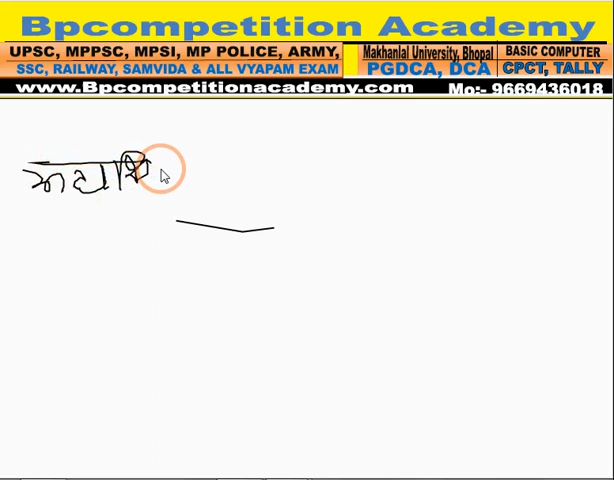 Bpcompetition Academy
UPSC, MPPSC, MPSI, MP POLICE, ARMY,
SSC, RAILWAY, SAMVIDA & ALL VYAPAM EXAM
Makhanlal University, Bhopal
PGDCA, DCA
BASIC COMPUTER
CPCT, TALLY
www.Bpcompetitionacademy.com Mo:- 9669436018